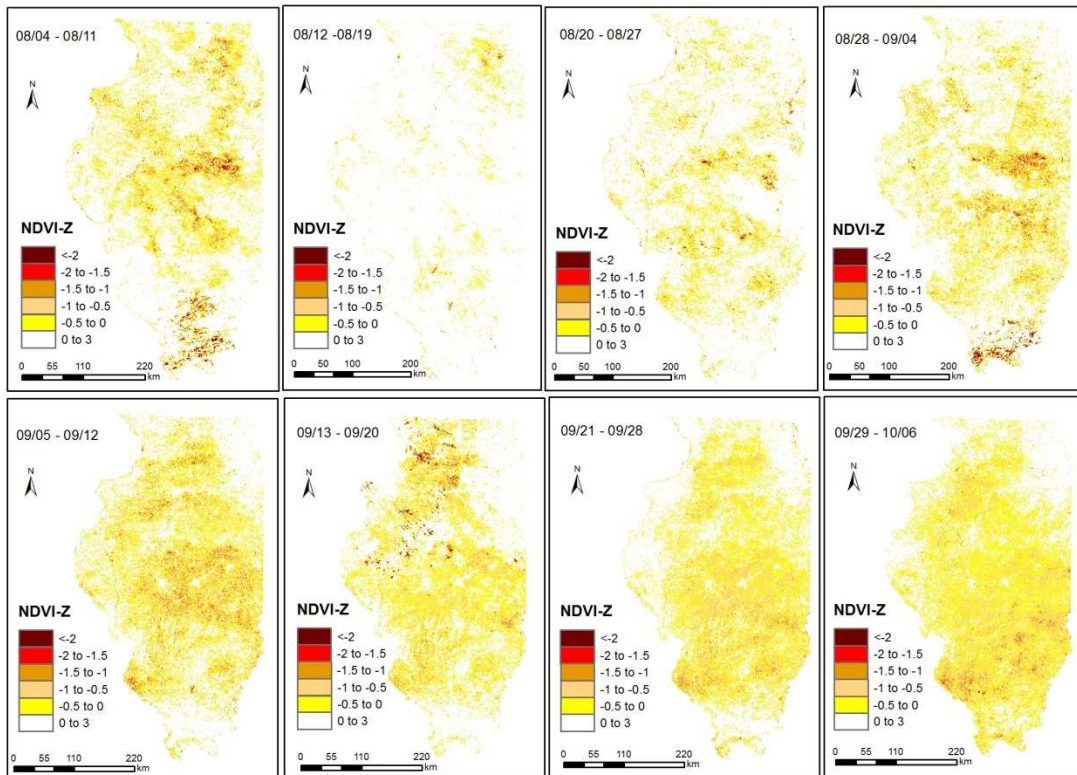 08/04 - 08/11
N
NDVI-Z
<-2
-2 to -1.5
-1.5 to -1
-1 to -0.5
-0.5 to 0
0 to 3
0 55 110 220
km
08/12 -08/19
N
NDVI-Z
<-2
-2 to -1.5
-1.5 to -1
-1 to -0.5
-0.5 to 0
0 to 3
0 50 100 200
km
08/20 - 08/27
N
NDVI-Z
<-2
-2 to -1.5
-1.5 to -1
-1 to -0.5
-0.5 to 0
0 to 3
0 50 100 200
km
08/28 - 09/04
N
NDVI-Z
<-2
-2 to -1.5
-1.5 to -1
-1 to -0.5
-0.5 to 0
0 to 3
0 50 100 200
km
09/05 - 09/12
N
NDVI-Z
<-2
-2 to -1.5
-1.5 to -1
-1 to -0.5
-0.5 to 0
0 to 3
0 55 110 220
km
09/13 - 09/20
N
NDVI-Z
<-2
-2 to -1.5
-1.5 to -1
-1 to -0.5
-0.5 to 0
0 to 3
0 55 110 220
km
09/21 - 09/28
N
NDVI-Z
<-2
-2 to -1.5
-1.5 to -1
-1 to -0.5
-0.5 to 0
0 to 3
0 55 110 220
km
09/29 - 10/06
N
NDVI-Z
<-2
-2 to -1.5
-1.5 to -1
-1 to -0.5
-0.5 to 0
0 to 3
0 55 110 220
km